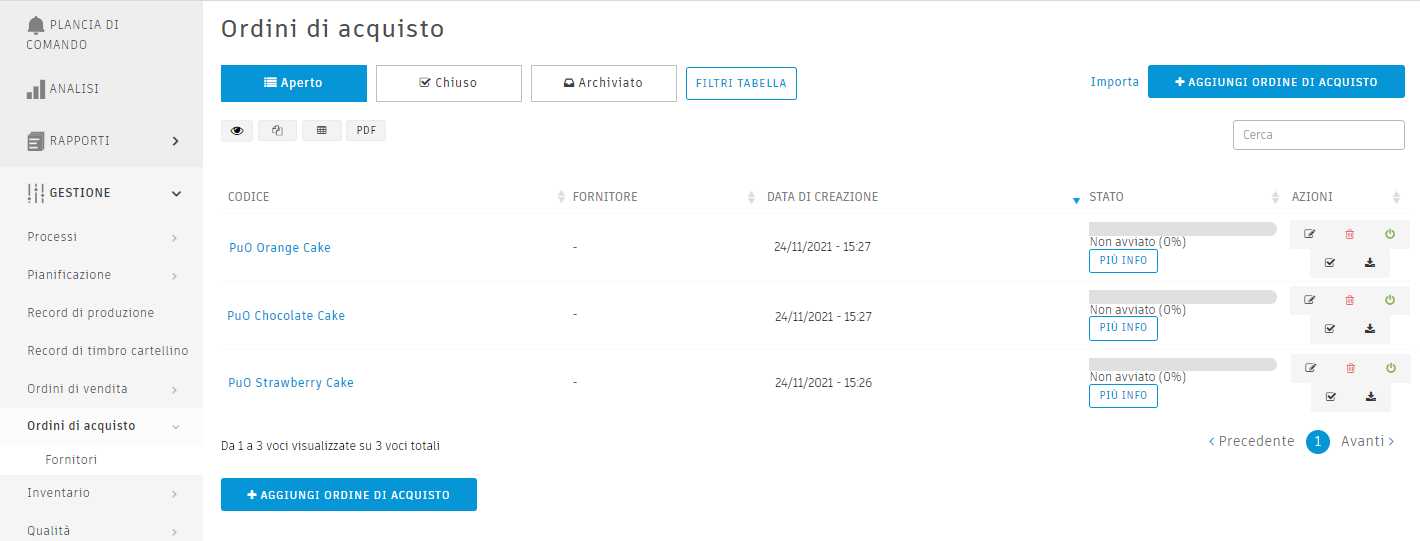 PLANCIA DI
COMANDO
ANALISI
RAPPORTI
GESTIONE
Processi
Pianificazione
Record di produzione
Record di timbro cartellino
Ordini di vendita
Ordini di acquisto
Fornitori
Inventario
Qualità
Ordini di acquisto
Aperto Chiuso Archiviato FILTRI TABELLA Importa + AGGIUNGI ORDINE DI ACQUISTO
PDF Cerca
CODICE FORNITORE DATA DI CREAZIONE STATO AZIONI
PuO Orange Cake - 24/11/2021 - 15:27 Non avviato (0%)
PIÙ INFO
PuO Chocolate Cake - 24/11/2021 - 15:27 Non avviato (0%)
PIÙ INFO
PuO Strawberry Cake - 24/11/2021 - 15:26 Non avviato (0%)
PIÙ INFO
Da 1 a 3 voci visualizzate su 3 voci totali
‹ Precedente 1 Avanti ›
+ AGGIUNGI ORDINE DI ACQUISTO